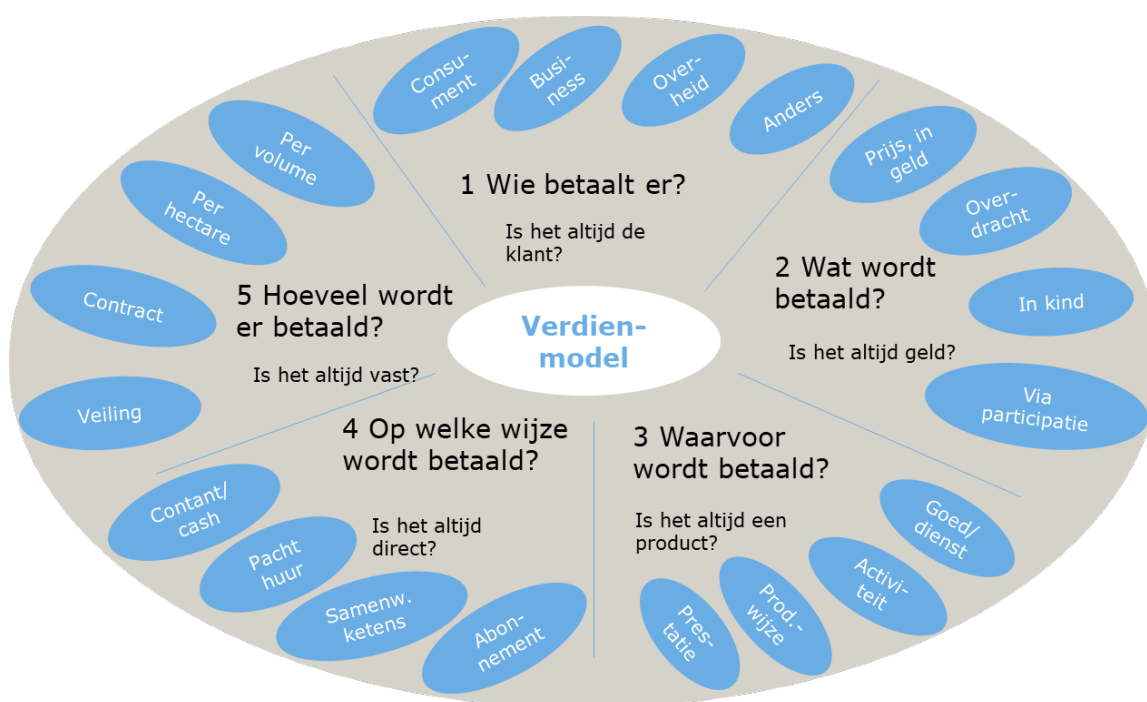 Verdien-
model
1 Wie betaalt er?
Is het altijd de
klant?
Consu-
ment
Busi-
ness
Over-
heid
Anders
2 Wat wordt
betaald?
Is het altijd geld?
Prijs, in
geld
Over-
dracht
In kind
Via
participatie
3 Waarvoor
wordt betaald?
Is het altijd een
product?
Goed/
dienst
Activi-
teit
Prod.-
wijze
Pres-
tatie
4 Op welke wijze
wordt betaald?
Is het altijd
direct?
Abon-
nement
Samenw.
ketens
Pacht
huur
Contant/
cash
5 Hoeveel wordt
er betaald?
Is het altijd vast?
Veiling
Contract
Per
hectare
Per
volume